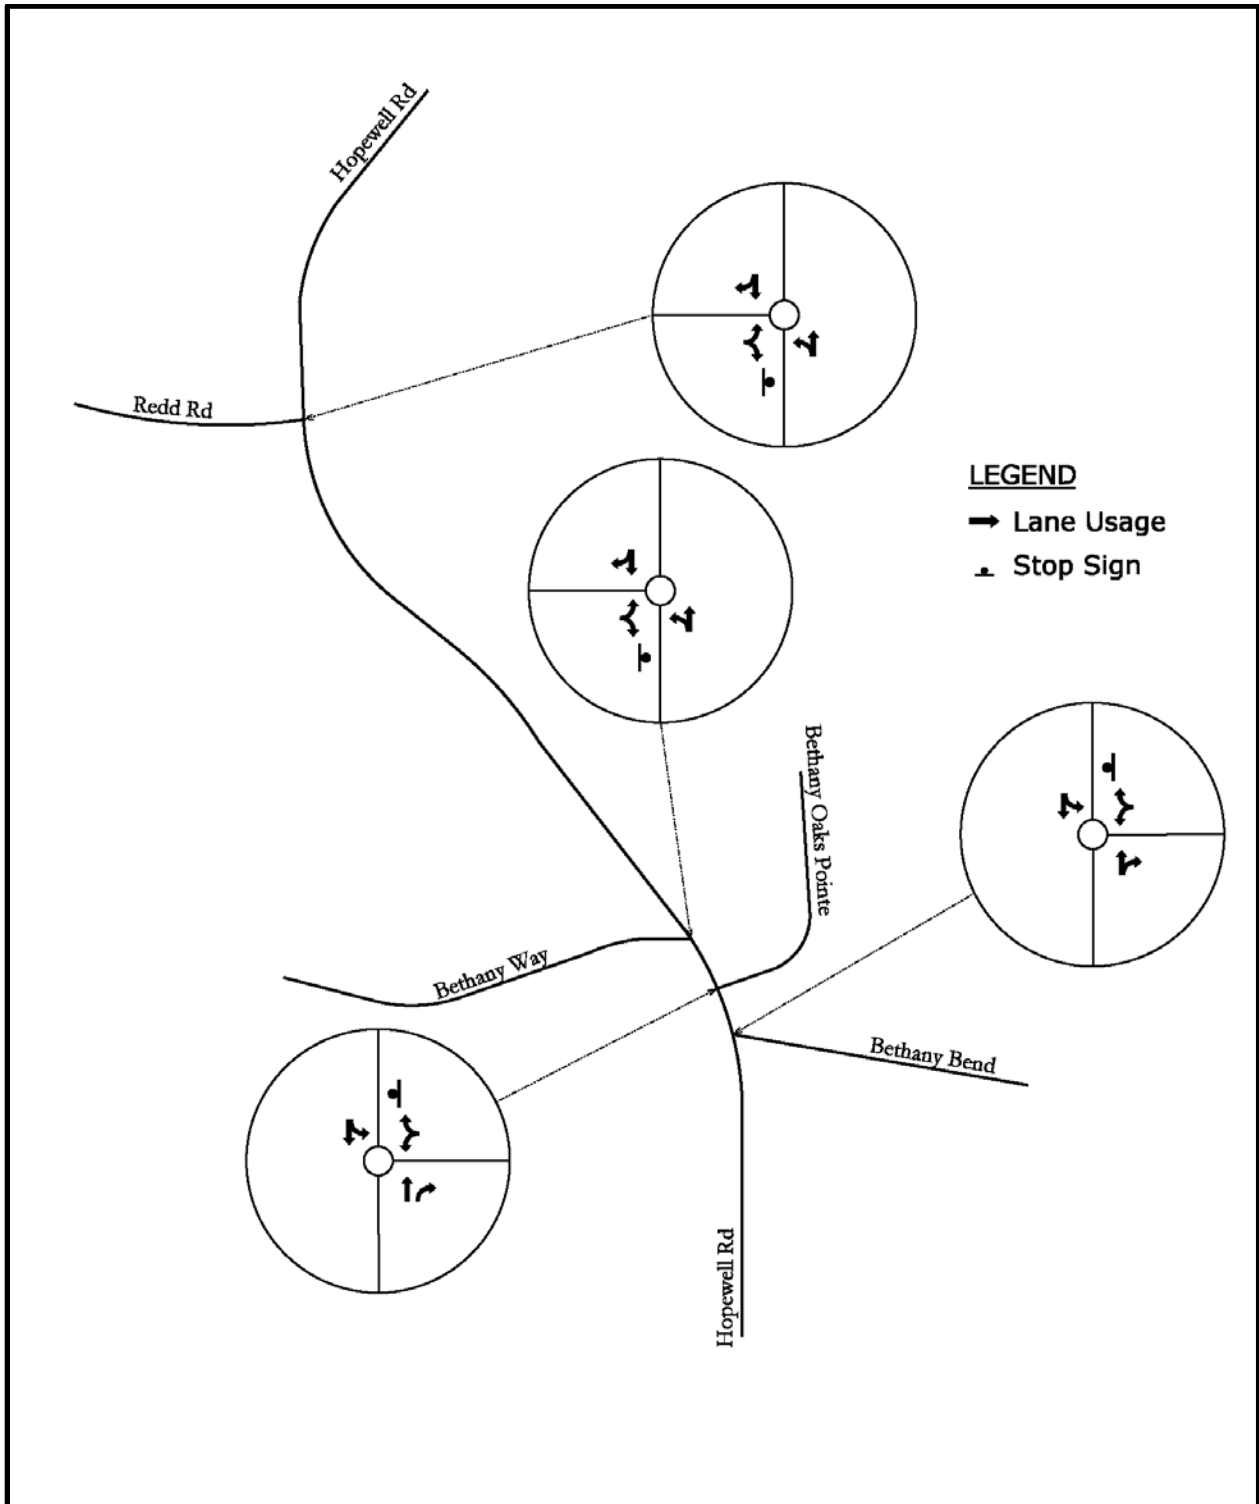 Hopewell Rd
Redd Rd
LEGEND
Lane Usage
Stop Sign
Bethany Oaks Pointe
Bethany Way
Bethany Bend
Hopewell Rd